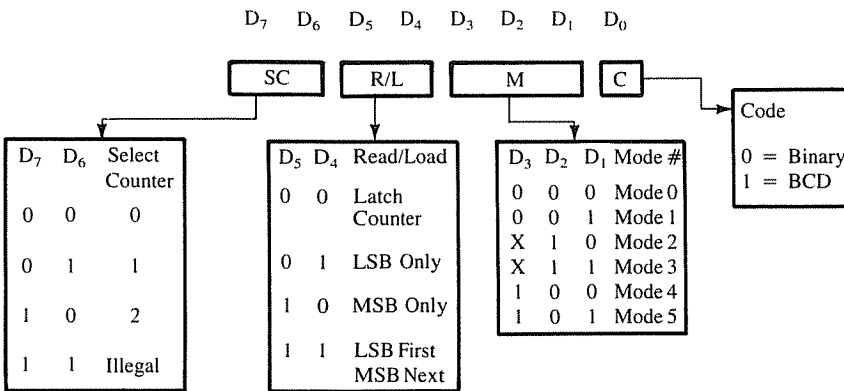 D₇ D₆ D₅ D₄ D₃ D₂ D₁ D₀
SC R/L M C
Code
0 = Binary
1 = BCD
D₇ D₆ Select
Counter
0 0 0
0 1 1
1 0 2
1 1 Illegal
D₅ D₄ Read/Load
0 0 Latch
Counter
0 1 LSB Only
1 0 MSB Only
1 1 LSB First
MSB Next
D₃ D₂ D₁ Mode #
0 0 0 Mode 0
0 0 1 Mode 1
X 1 0 Mode 2
X 1 1 Mode 3
1 0 0 Mode 4
1 0 1 Mode 5